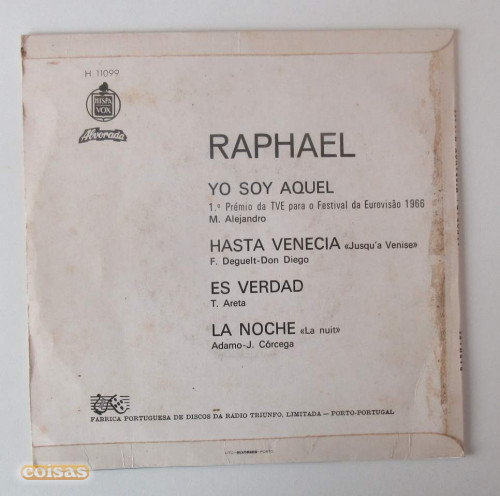 H 11099
HISPA
VOX
Alvorada
RAPHAEL
YO SOY AQUEL
1.º Prémio da TVE para o Festival da Eurovisão 1966
M. Alejandro
HASTA VENECIA «Jusqu'a Venise»
F. Deguelt-Don Diego
ES VERDAD
T. Areta
LA NOCHE «La nuit»
Adamo-J. Córcega
FÁBRICA PORTUGUESA DE DISCOS DA RÁDIO TRIUNFO, LIMITADA — PORTO-PORTUGAL
coisas